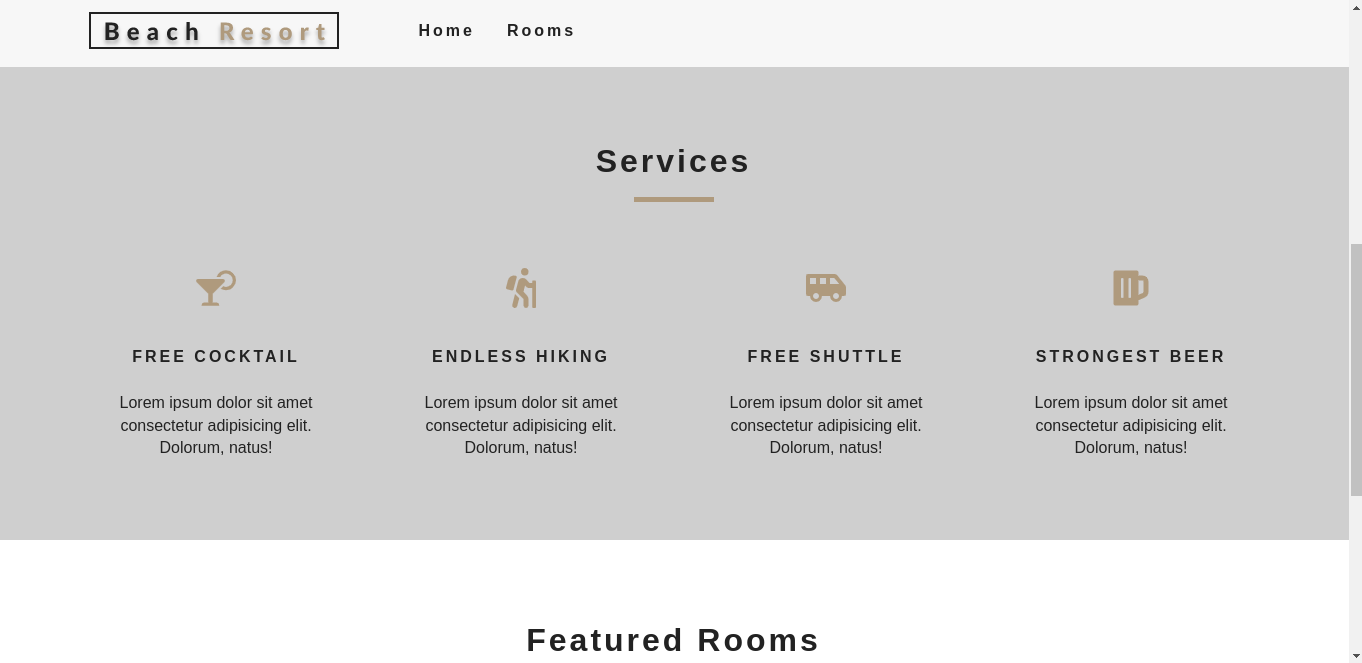 Beach Resort
Home
Rooms
Services
FREE COCKTAIL
Lorem ipsum dolor sit amet
consectetur adipisicing elit.
Dolorum, natus!
ENDLESS HIKING
Lorem ipsum dolor sit amet
consectetur adipisicing elit.
Dolorum, natus!
FREE SHUTTLE
Lorem ipsum dolor sit amet
consectetur adipisicing elit.
Dolorum, natus!
STRONGEST BEER
Lorem ipsum dolor sit amet
consectetur adipisicing elit.
Dolorum, natus!
Featured Rooms